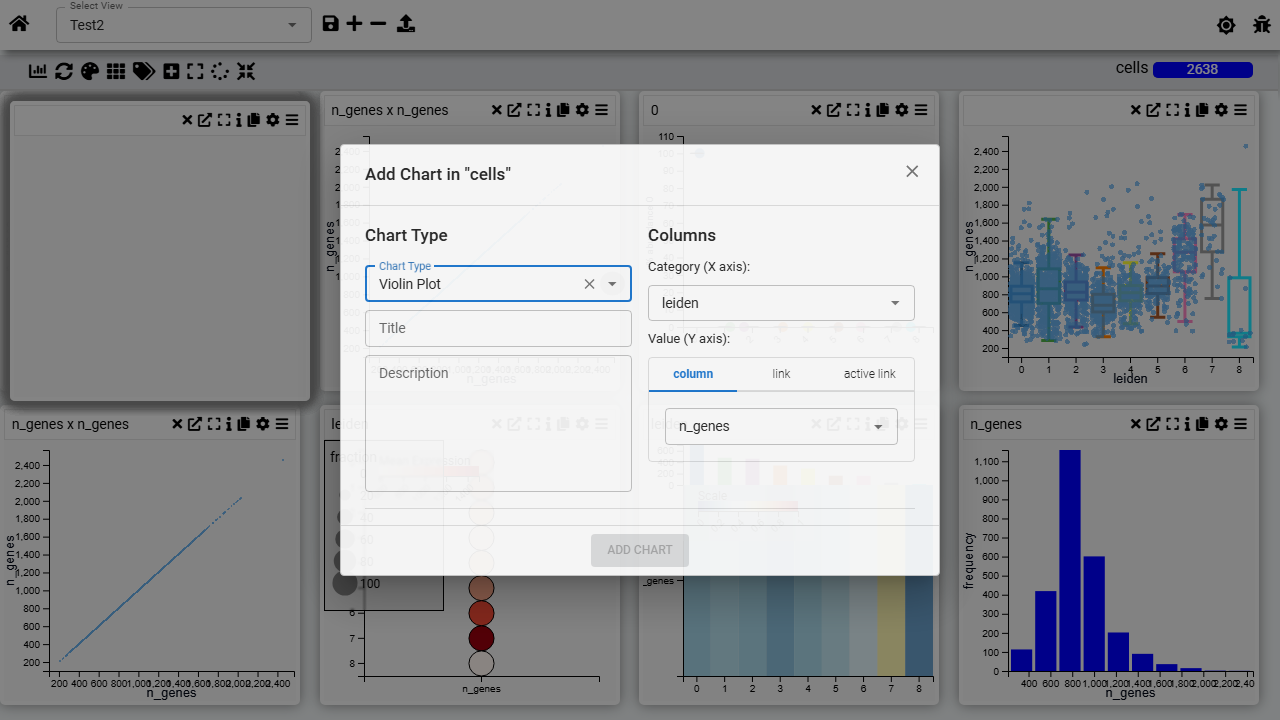 Select View
Test2
cells 2638
n_genes x n_genes
0
Add Chart in "cells"
Chart Type
Chart Type
Violin Plot
Title
Description
Columns
Category (X axis):
leiden
Value (Y axis):
column link active link
n_genes
ADD CHART
110
n_genes
2,400
2,200
2,000
1,800
1,600
1,400
1,200
1,000
800
600
400
200
0 1 2 3 4 5 6 7 8
leiden
n_genes x n_genes
n_genes
2,400
2,200
2,000
1,800
1,600
1,400
1,200
1,000
800
600
400
200
200 400 600 800 1,000 1,200 1,400 1,600 1,800 2,000 2,200 2,400
n_genes
100
6
7
8
n_genes
_genes
0 1 2 3 4 5 6 7 8
n_genes
frequency
1,100
1,000
900
800
700
600
500
400
300
200
100
0
400 600 800 1,000 1,200 1,400 1,600 1,800 2,000 2,200 2,40
n_genes